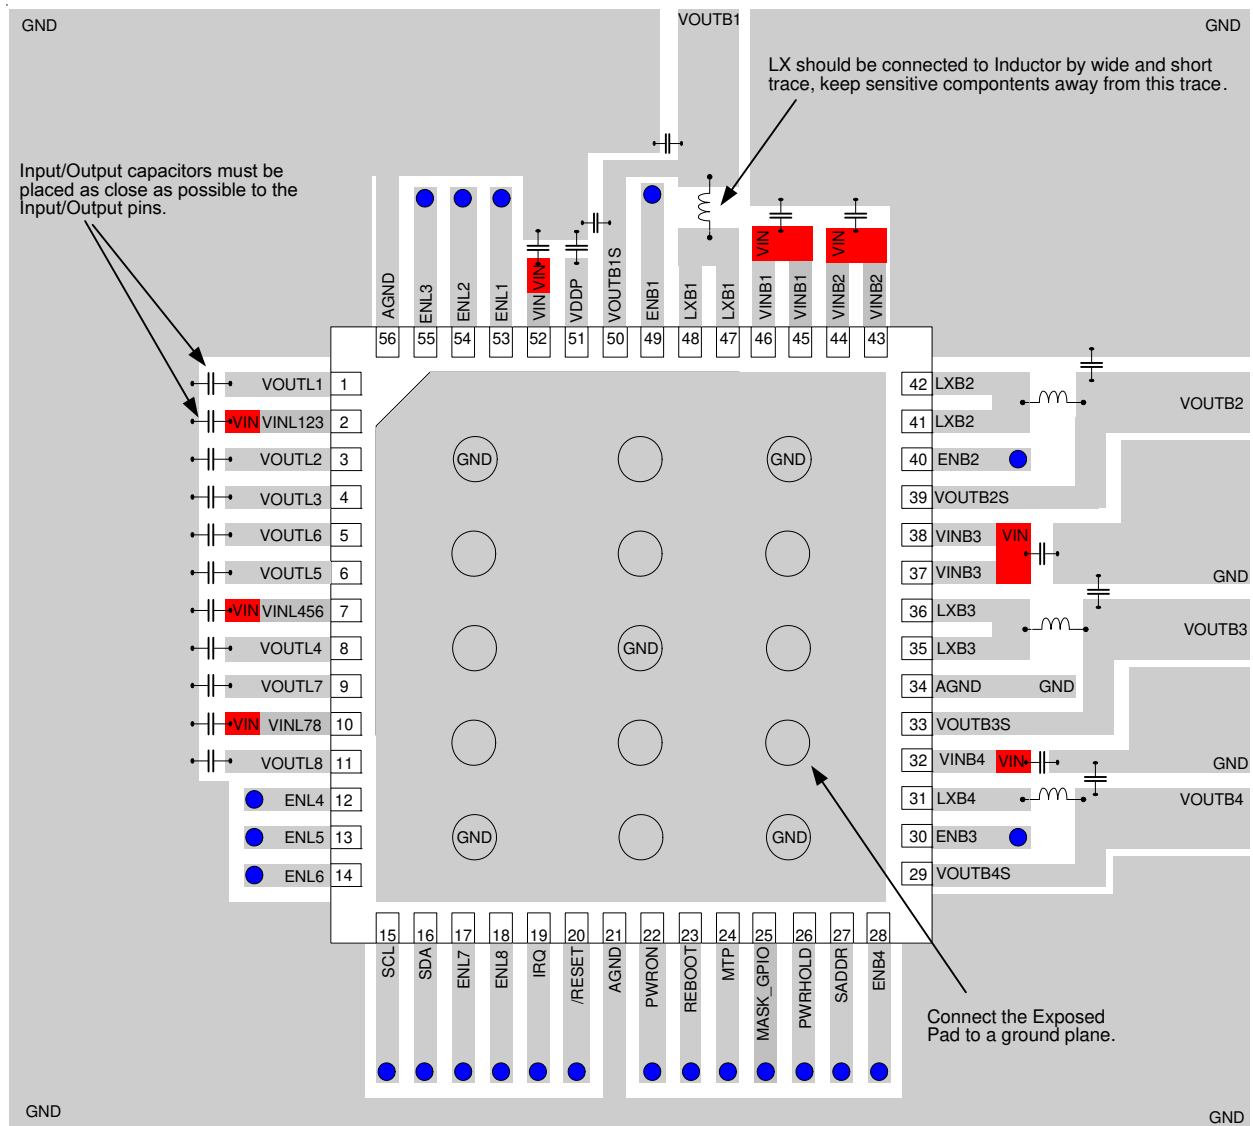 GND
VOUTB1
GND
LX should be connected to Inductor by wide and short
trace, keep sensitive compontents away from this trace.
Input/Output capacitors must be
placed as close as possible to the
Input/Output pins.
AGND
ENL3
ENL2
ENL1
VIN
VIN
VDDP
VOUTB1S
ENB1
LXB1
LXB1
VIN
VINB1
VINB1
VIN
VINB2
VINB2
56
55
54
53
52
51
50
49
48
47
46
45
44
43
VOUTL1 1
VIN VINL123 2
VOUTL2 3
VOUTL3 4
VOUTL6 5
VOUTL5 6
VIN VINL456 7
VOUTL4 8
VOUTL7 9
VIN VINL78 10
VOUTL8 11
ENL4 12
ENL5 13
ENL6 14
GND
GND
GND
GND
GND
42 LXB2
VOUTB2
41 LXB2
40 ENB2
39 VOUTB2S
38 VINB3 VIN
37 VINB3
GND
36 LXB3
VOUTB3
35 LXB3
34 AGND GND
33 VOUTB3S
32 VINB4 VIN
GND
31 LXB4
VOUTB4
30 ENB3
29 VOUTB4S
15
16
17
18
19
20
21
22
23
24
25
26
27
28
SCL
SDA
ENL7
ENL8
IRQ
/RESET
AGND
PWRON
REBOOT
MTP
MASK_GPIO
PWRHOLD
SADDR
ENB4
Connect the Exposed
Pad to a ground plane.
GND
GND